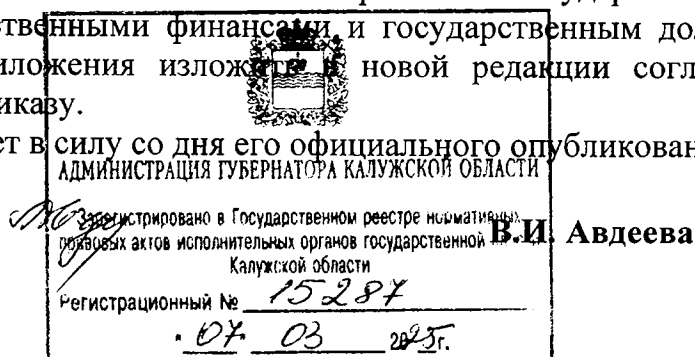 ственными финансами и государственным дол
иложения изложить в новой редакции согл
иказу.
ет в силу со дня его официального опубликован
АДМИНИСТРАЦИЯ ГУБЕРНАТОРА КАЛУЖСКОЙ ОБЛАСТИ
Зарегистрировано в Государственном реестре нормативных
правовых актов исполнительных органов государственной
В.И. Авдеева
Калужской области
Регистрационный № 15287
" 07 " 03 2025г.